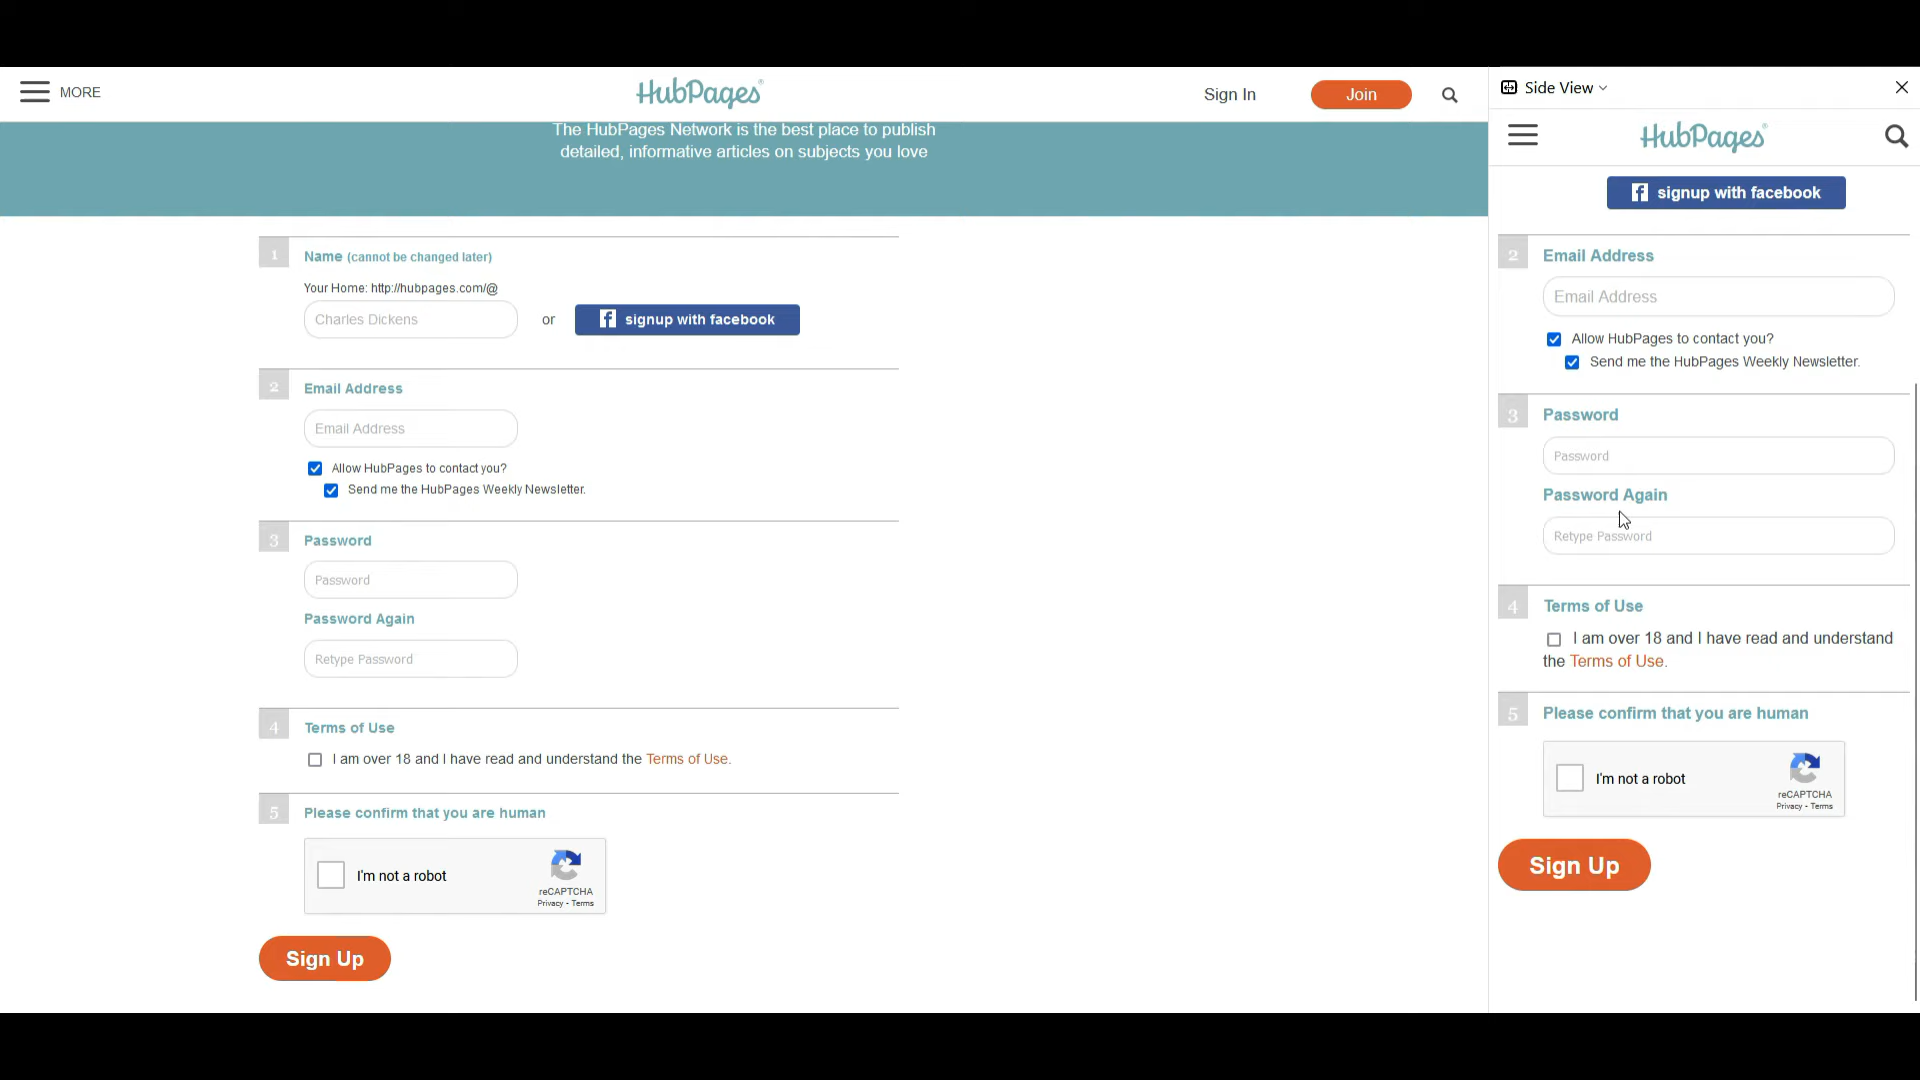 MORE
HubPages
Sign In
Join
The HubPages Network is the best place to publish
detailed, informative articles on subjects you love
1
Name (cannot be changed later)
Your Home: http://hubpages.com/@
Charles Dickens
or
f signup with facebook
2
Email Address
Email Address
Allow HubPages to contact you?
Send me the HubPages Weekly Newsletter.
3
Password
Password
Password Again
Retype Password
4
Terms of Use
I am over 18 and I have read and understand the Terms of Use.
5
Please confirm that you are human
I'm not a robot
reCAPTCHA
Privacy - Terms
Sign Up
Side View
HubPages
f signup with facebook
2
Email Address
Email Address
Allow HubPages to contact you?
Send me the HubPages Weekly Newsletter.
3
Password
Password
Password Again
Retype Password
4
Terms of Use
I am over 18 and I have read and understand
the Terms of Use.
5
Please confirm that you are human
I'm not a robot
reCAPTCHA
Privacy - Terms
Sign Up